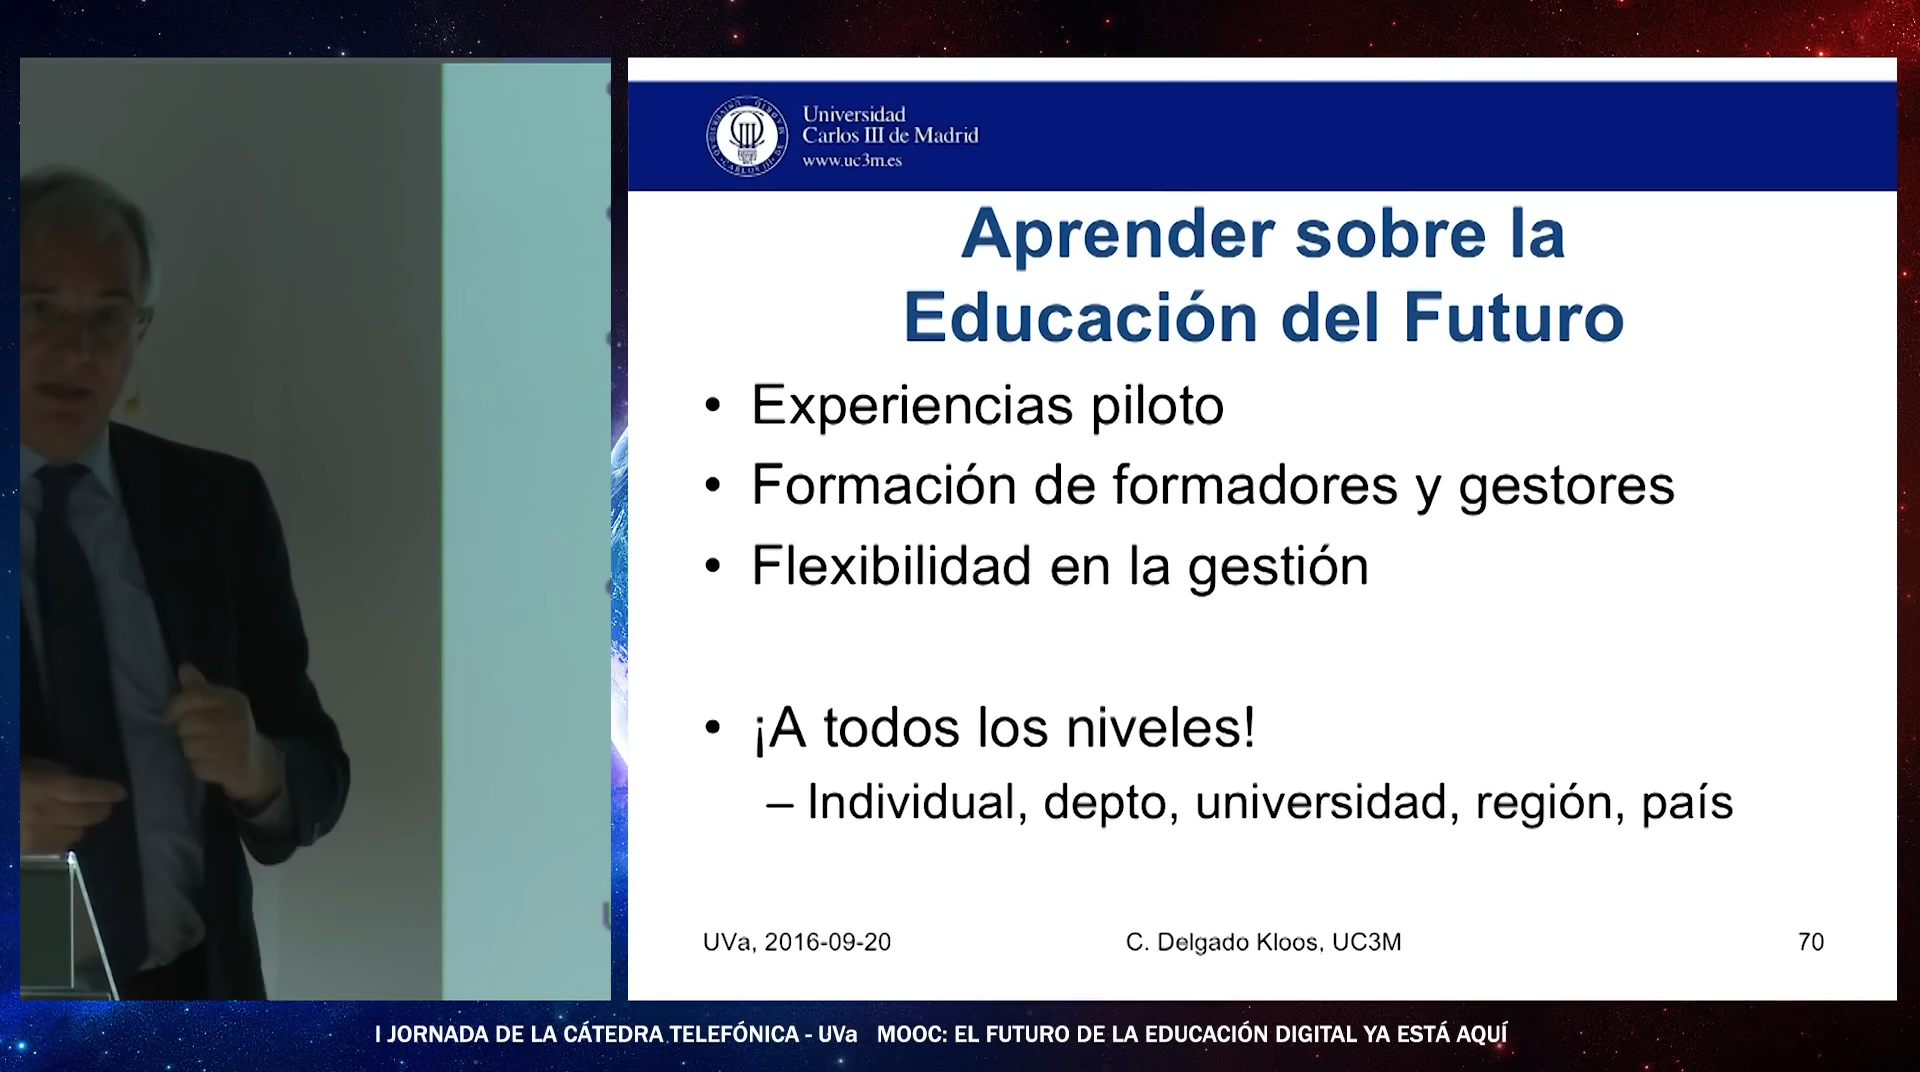 Universidad
Carlos III de Madrid
www.uc3m.es
Aprender sobre la
Educación del Futuro
• Experiencias piloto
• Formación de formadores y gestores
• Flexibilidad en la gestión
• ¡A todos los niveles!
– Individual, depto, universidad, región, país
UVa, 2016-09-20 C. Delgado Kloos, UC3M 70
I JORNADA DE LA CÁTEDRA TELEFÓNICA - UVa MOOC: EL FUTURO DE LA EDUCACIÓN DIGITAL YA ESTÁ AQUÍ